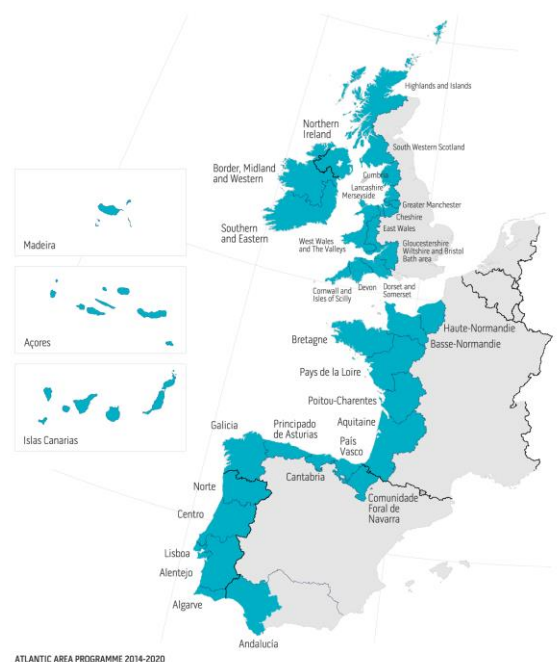 Highlands and Islands
Northern
Ireland
South Western Scotland
Border, Midland
and Western
Cumbria
Lancashire
Merseyside
Greater Manchester
Cheshire
East Wales
Southern
and Eastern
West Wales
and The Valleys
Gloucestershire
Wiltshire and Bristol
Bath area
Cornwall and
Isles of Scilly
Devon
Dorset and
Somerset
Madeira
Açores
Islas Canarias
Haute-Normandie
Basse-Normandie
Bretagne
Pays de la Loire
Poitou-Charentes
Aquitaine
Galicia
Principado
de Asturias
País
Vasco
Cantabria
Comunidade
Foral de
Navarra
Norte
Centro
Lisboa
Alentejo
Algarve
Andalucía
ATLANTIC AREA PROGRAMME 2014-2020